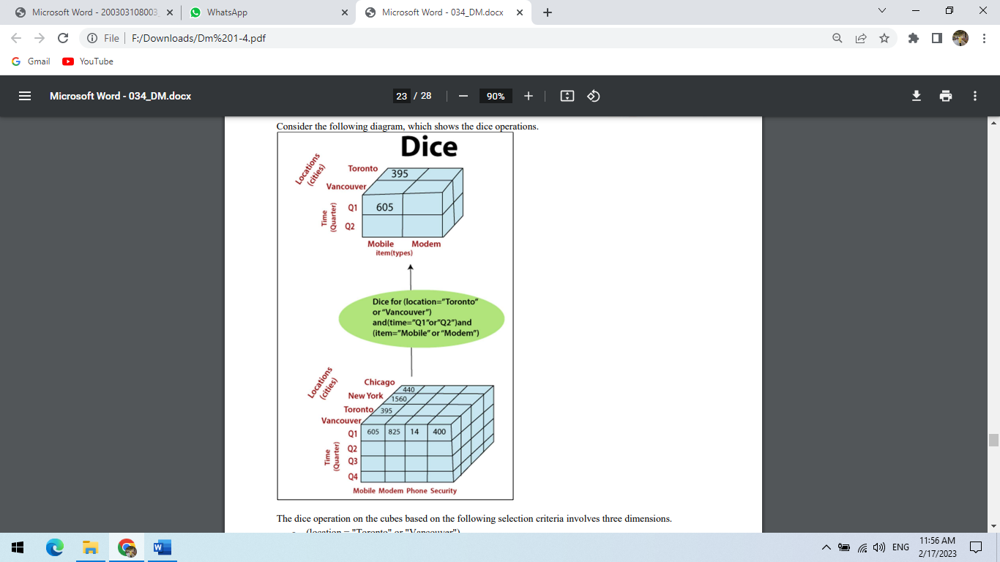 Microsoft Word - 200303108003_
WhatsApp
Microsoft Word - 034_DM.docx
File F:/Downloads/Dm%201-4.pdf
Gmail
YouTube
Microsoft Word - 034_DM.docx
23 / 28
90%
Consider the following diagram, which shows the dice operations.
Dice
Locations
(cities)
Toronto
395
Vancouver
Time
(Quarter)
Q1
605
Q2
Mobile Modem
item(types)
Dice for (location="Toronto"
or "Vancouver")
and(time="Q1"or"Q2")and
(item="Mobile" or "Modem")
Locations
(cities)
Chicago
440
New York
1560
Toronto
395
Vancouver
Time
(Quarter)
Q1 605 825 14 400
Q2
Q3
Q4
Mobile Modem Phone Security
The dice operation on the cubes based on the following selection criteria involves three dimensions.
(location = "Toronto" or "Vancouver")
ENG
11:56 AM
2/17/2023